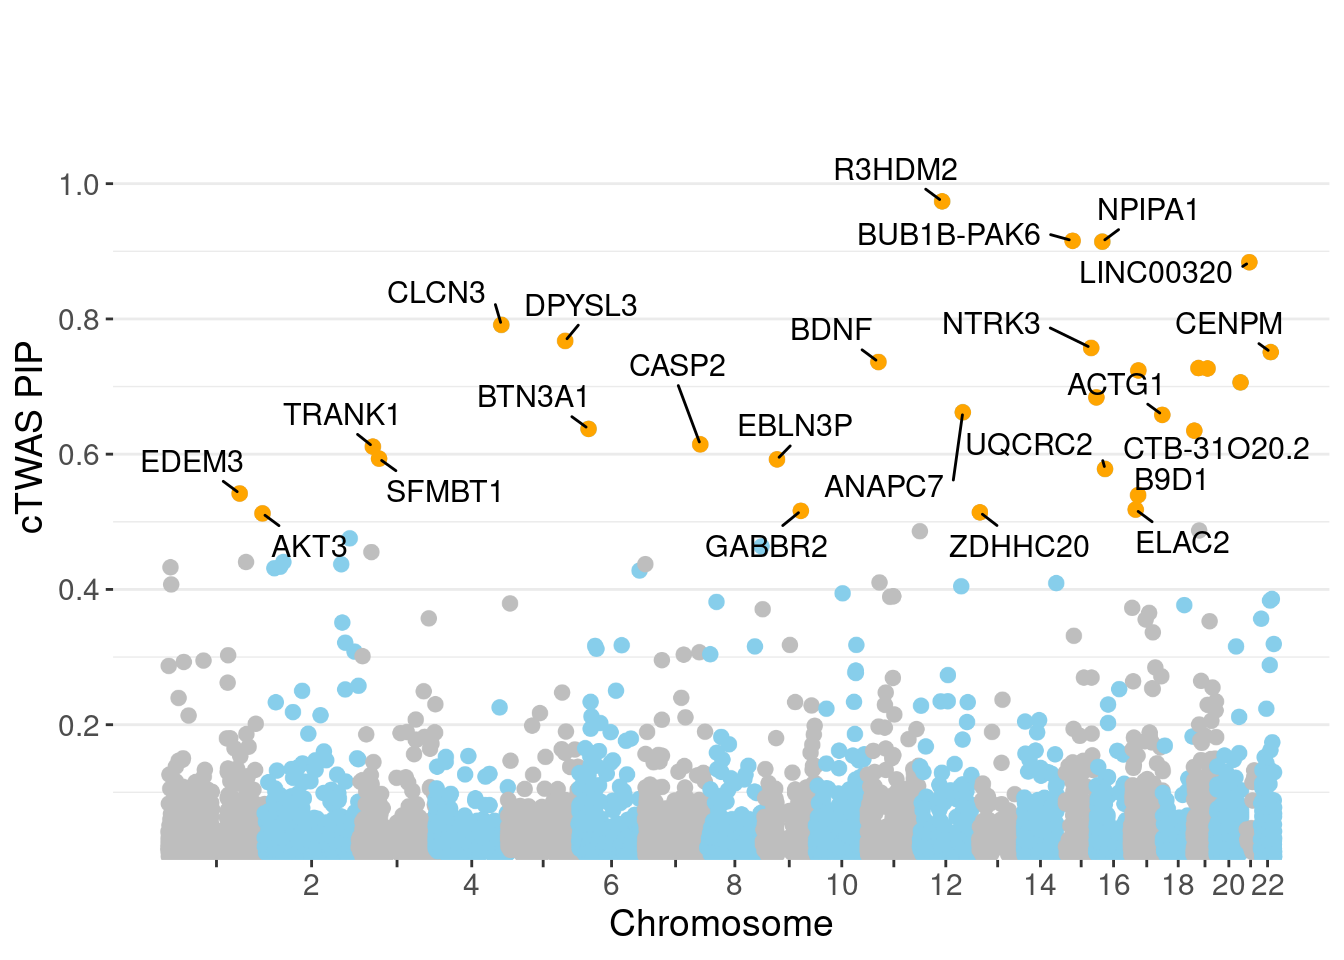 R3HDM2
NPIPA1
BUB1B-PAK6
LINC00320
CLCN3
DPYSL3
BDNF
NTRK3
CENPM
CASP2
ACTG1
BTN3A1
TRANK1
EBLN3P
UQCRC2
CTB-31O20.2
EDEM3
SFMBT1
ANAPC7
B9D1
AKT3
GABBR2
ZDHHC20
ELAC2
1.0
0.8
0.6
0.4
0.2
cTWAS PIP
2 4 6 8 10 12 14 16 18 20 22
Chromosome